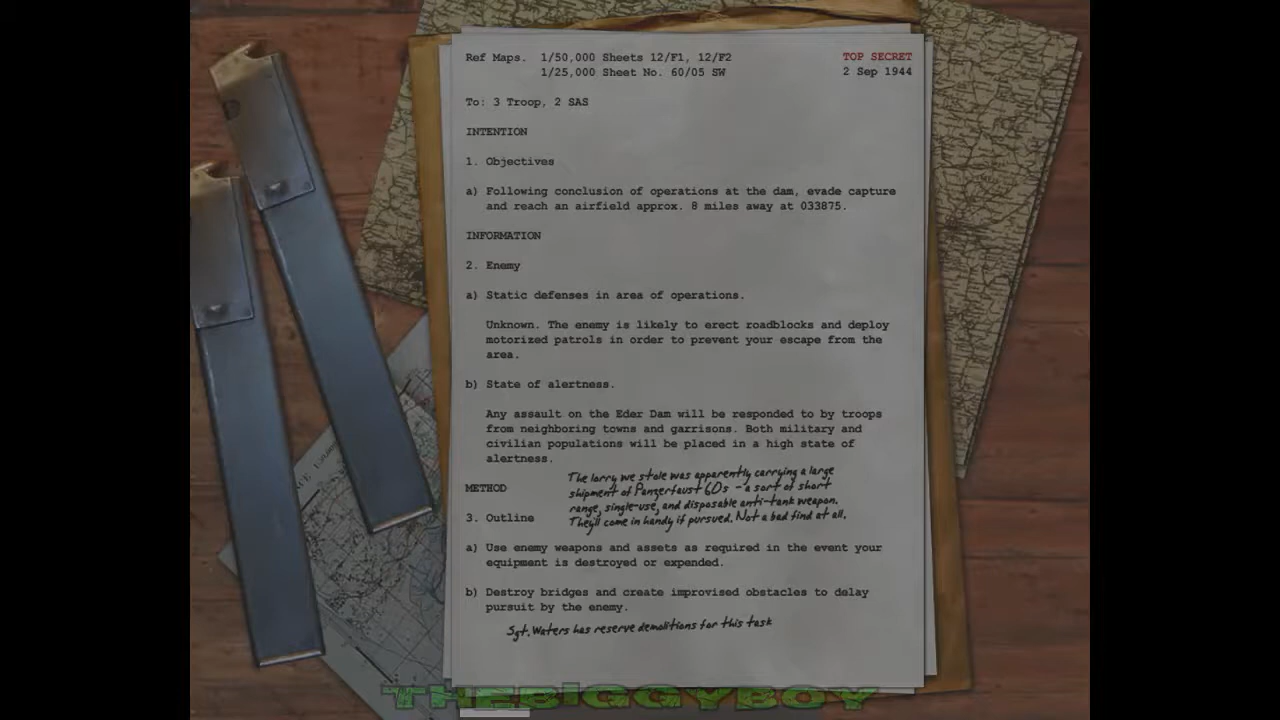 Ref Maps. 1/50,000 Sheets 12/F1, 12/F2
TOP SECRET
1/25,000 Sheet No. 60/05 SW
2 Sep 1944
To: 3 Troop, 2 SAS
INTENTION
1. Objectives
a) Following conclusion of operations at the dam, evade capture
and reach an airfield approx. 8 miles away at 033875.
INFORMATION
2. Enemy
a) Static defenses in area of operations.
Unknown. The enemy is likely to erect roadblocks and deploy
motorized patrols in order to prevent your escape from the
area.
b) State of alertness.
Any assault on the Eder Dam will be responded to by troops
from neighboring towns and garrisons. Both military and
civilian populations will be placed in a high state of
alertness.
The lorry we stole was apparently carrying a large
shipment of Panzerfaust 60s - a sort of short
range, single-use, and disposable anti-tank weapon.
They'll come in handy if pursued. Not a bad find at all.
METHOD
3. Outline
a) Use enemy weapons and assets as required in the event your
equipment is destroyed or expended.
b) Destroy bridges and create improvised obstacles to delay
pursuit by the enemy.
Sgt. Waters has reserve demolitions for this task
THEBIGGYBOY